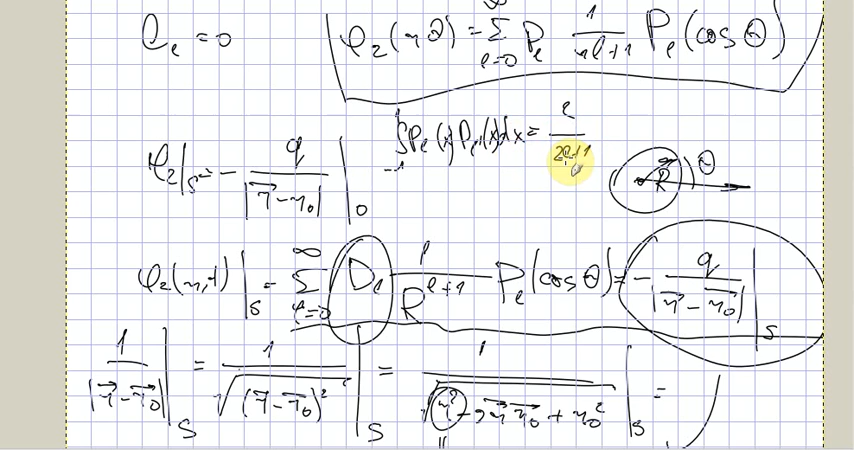 C_l = 0   φ_2(r,θ) = Σ_{l=0}^{∞} D_l 1/r^{l+1} P_l(cos θ)
∫_{-1} P_l(x) P_{l'}(x) dx = 2/(2l+1)
φ_2|_S = - q/|r⃗ - r_0| |_0   R   θ
φ_2(r,θ)|_S = Σ_{l=0}^{∞} D_l 1/R^{l+1} P_l(cos θ) = - q/|r⃗ - r⃗_0| |_S
1/|r⃗ - r⃗_0| |_S = 1/√((r⃗ - r⃗_0)²) |_S = 1/√(r² - 2r⃗ r⃗_0 + r_0²) |_S =